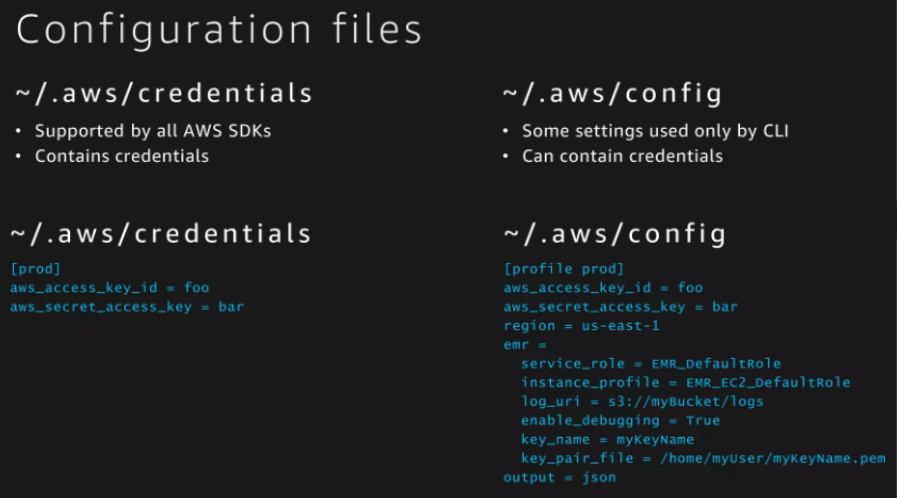 Configuration files
~/.aws/credentials
• Supported by all AWS SDKs
• Contains credentials
~/.aws/config
• Some settings used only by CLI
• Can contain credentials
~/.aws/credentials
[prod]
aws_access_key_id = foo
aws_secret_access_key = bar
~/.aws/config
[profile prod]
aws_access_key_id = foo
aws_secret_access_key = bar
region = us-east-1
emr =
  service_role = EMR_DefaultRole
  instance_profile = EMR_EC2_DefaultRole
  log_uri = s3://myBucket/logs
  enable_debugging = True
  key_name = myKeyName
  key_pair_file = /home/myUser/myKeyName.pem
output = json